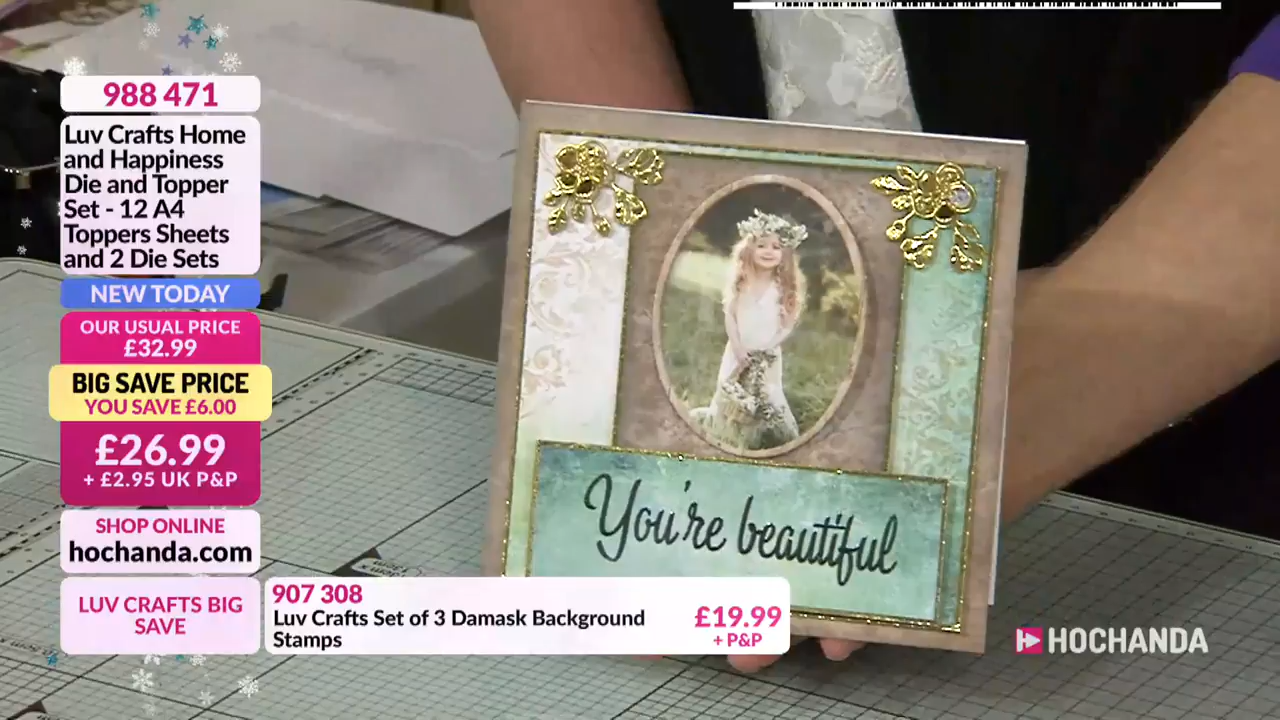 988 471
Luv Crafts Home
and Happiness
Die and Topper
Set - 12 A4
Toppers Sheets
and 2 Die Sets
NEW TODAY
OUR USUAL PRICE
£32.99
BIG SAVE PRICE
YOU SAVE £6.00
£26.99
+ £2.95 UK P&P
SHOP ONLINE
hochanda.com
LUV CRAFTS BIG
SAVE
907 308
Luv Crafts Set of 3 Damask Background
Stamps
£19.99
+ P&P
You're beautiful
HOCHANDA